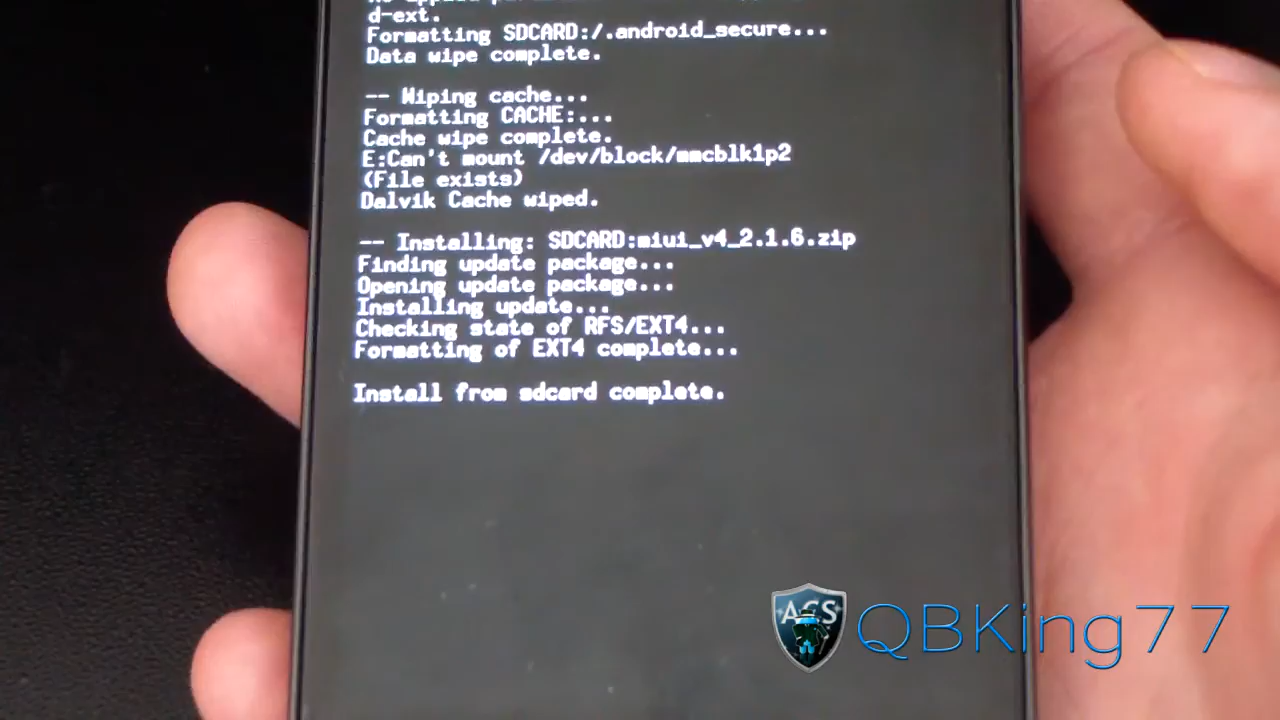 d-ext.
Formatting SDCARD:/.android_secure...
Data wipe complete.
-- Wiping cache...
Formatting CACHE:...
Cache wipe complete.
E:Can't mount /dev/block/mmcblk1p2
(File exists)
Dalvik Cache wiped.
-- Installing: SDCARD:miui_v4_2.1.6.zip
Finding update package...
Opening update package...
Installing update...
Checking state of RFS/EXT4...
Formatting of EXT4 complete...
Install from sdcard complete.
ACS
QBKing77